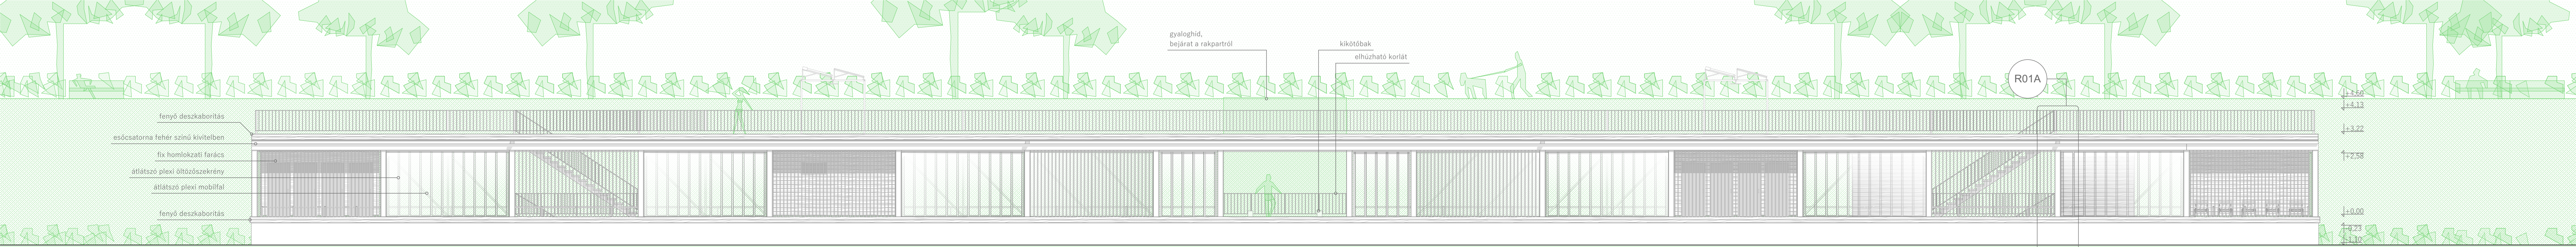 gyaloghíd,
bejárat a rakpartról
kikötőbak
elhúzható korlát
R01A
fenyő deszkaborítás
esőcsatorna fehér színű kivitelben
fix homlokzati farács
átlátszó plexi öltözőszekrény
átlátszó plexi mobilfal
fenyő deszkaborítás
+4,60
+4,13
+3,22
+2,58
+0,00
-0,23
-1,10